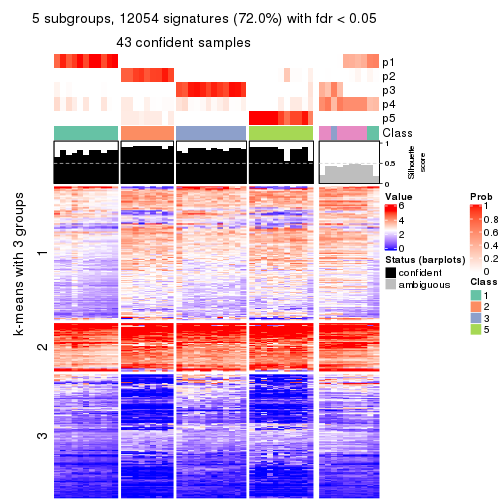 5 subgroups, 12054 signatures (72.0%) with fdr < 0.05
43 confident samples
p1
p2
p3
p4
p5
Class
1
0.5
0
Silhouette
score
k-means with 3 groups
1
2
3
Value
6
4
2
0
Status (barplots)
confident
ambiguous
Prob
1
0.8
0.6
0.4
0.2
0
Class
1
2
3
5